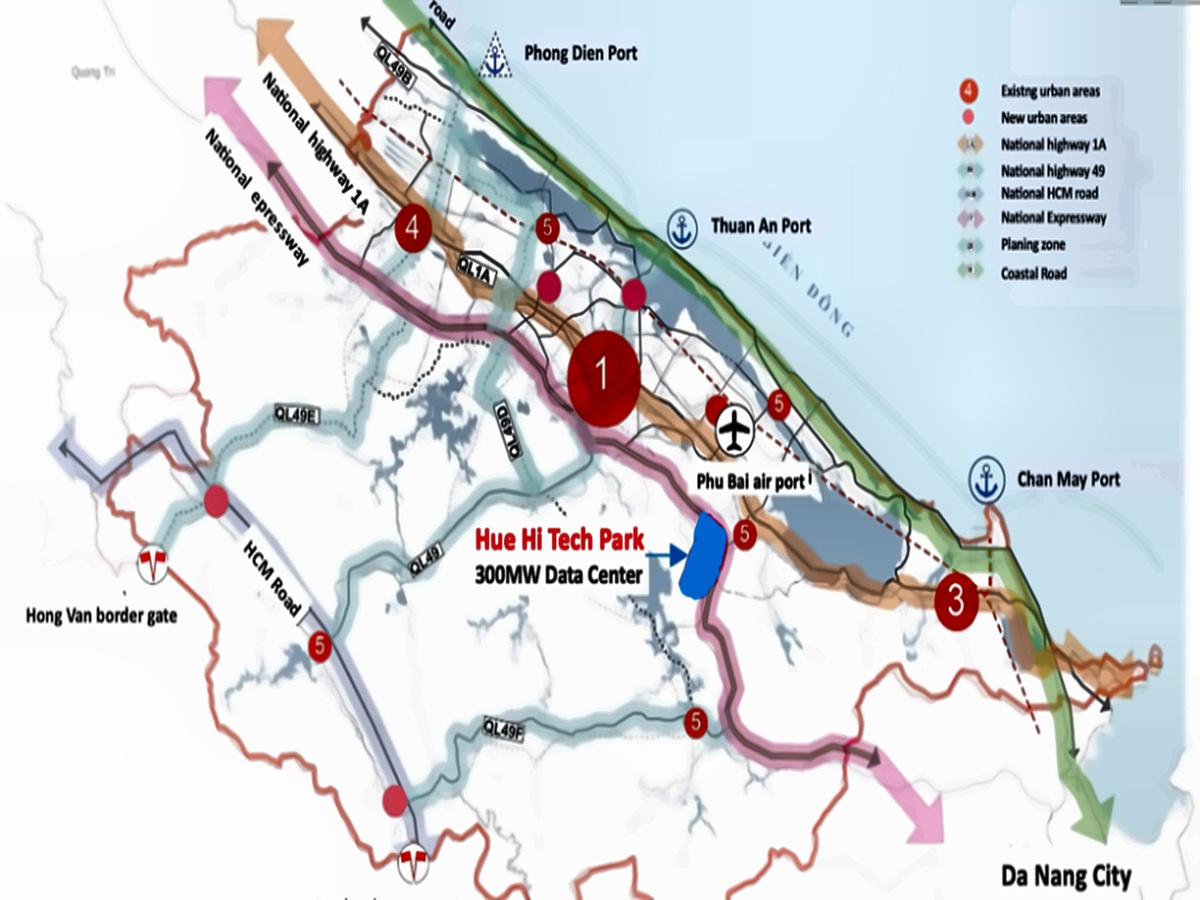 road
Phong Dien Port
QL49B
Quang Tri
4 Existng urban areas
New urban areas
National highway 1A
National highway 49
National HCM road
National Expressway
Planing zone
Coastal Road
National highway 1A
National epressway
4
5
Thuan An Port
BIỂN ĐÔNG
QL1A
1
5
QL49E
QL49D
Phu Bai air port
Chan May Port
Hue Hi Tech Park
300MW Data Center
5
HCM Road
QL49
Hong Van border gate
3
5
QL49F
5
Da Nang City